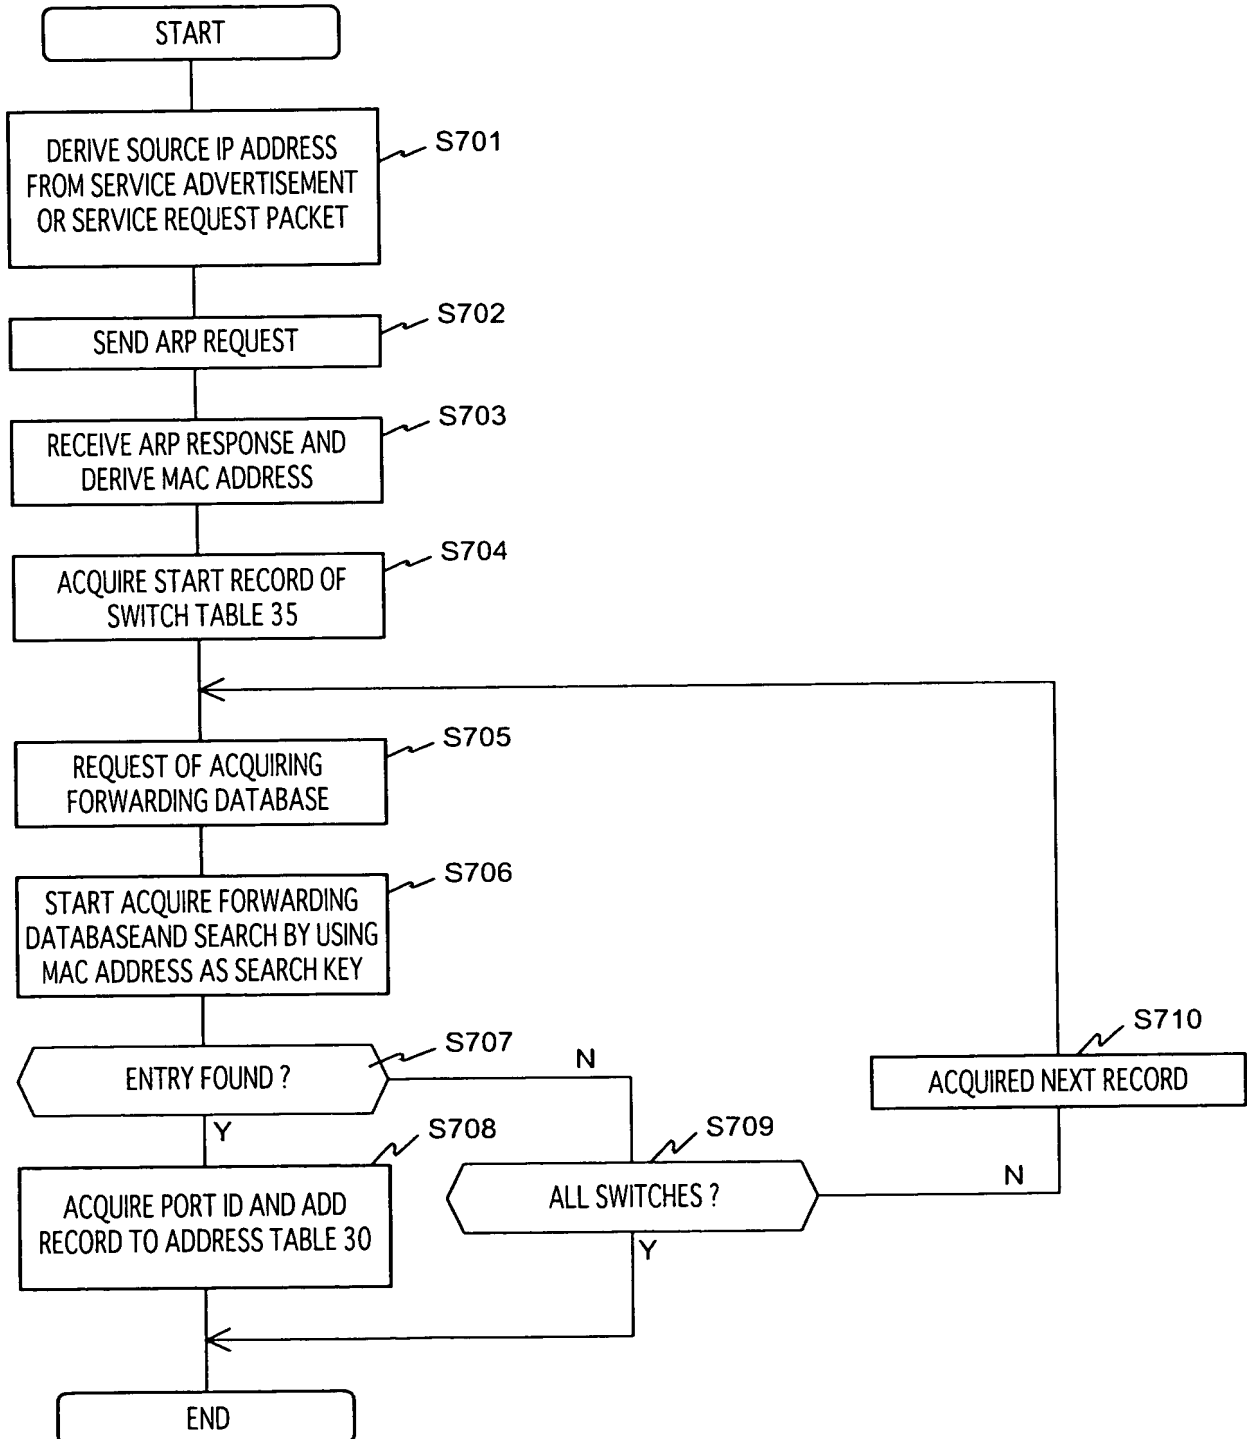 START
DERIVE SOURCE IP ADDRESS
FROM SERVICE ADVERTISEMENT
OR SERVICE REQUEST PACKET
S701
SEND ARP REQUEST
S702
RECEIVE ARP RESPONSE AND
DERIVE MAC ADDRESS
S703
ACQUIRE START RECORD OF
SWITCH TABLE 35
S704
REQUEST OF ACQUIRING
FORWARDING DATABASE
S705
START ACQUIRE FORWARDING
DATABASEAND SEARCH BY USING
MAC ADDRESS AS SEARCH KEY
S706
ENTRY FOUND ?
S707
N
Y
ACQUIRE PORT ID AND ADD
RECORD TO ADDRESS TABLE 30
S708
ALL SWITCHES ?
S709
N
Y
ACQUIRED NEXT RECORD
S710
END